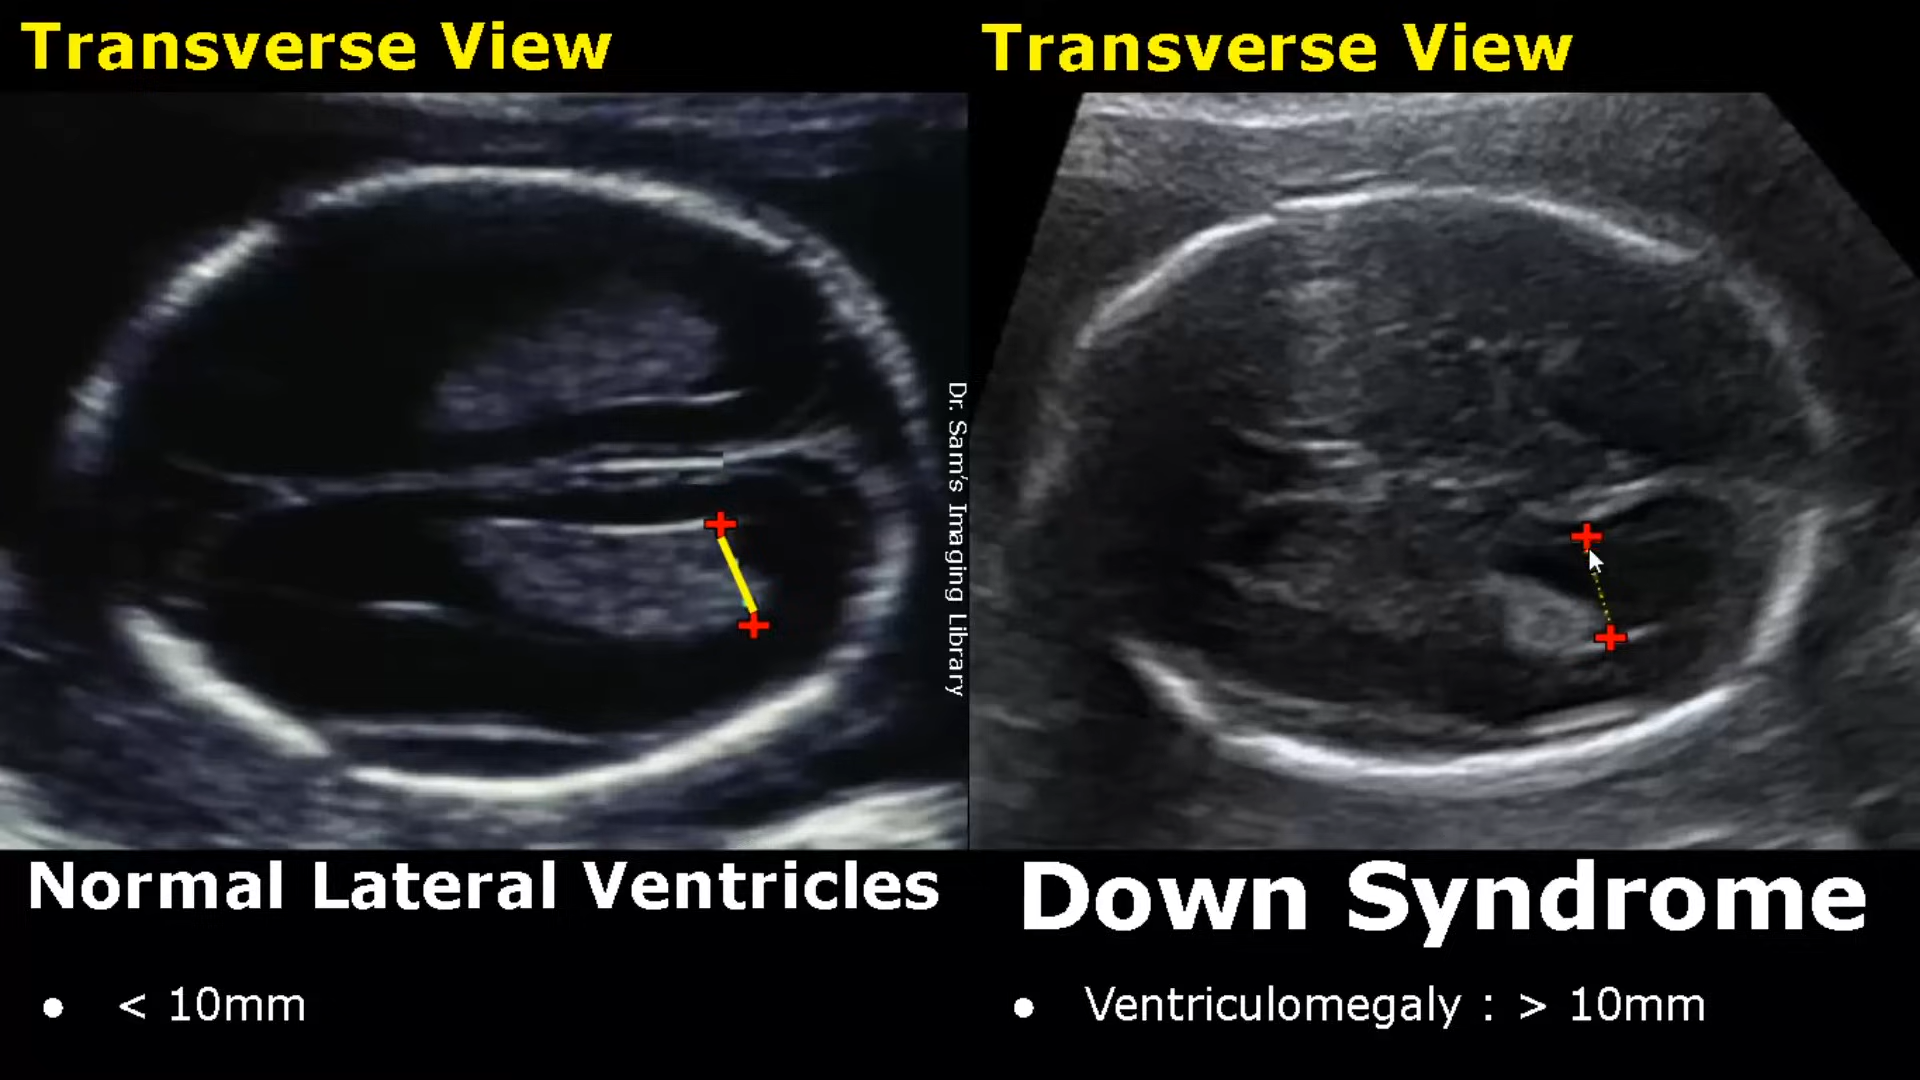 Transverse View
Transverse View
Dr. Sam's Imaging Library
Normal Lateral Ventricles
Down Syndrome
• < 10mm
• Ventriculomegaly : > 10mm